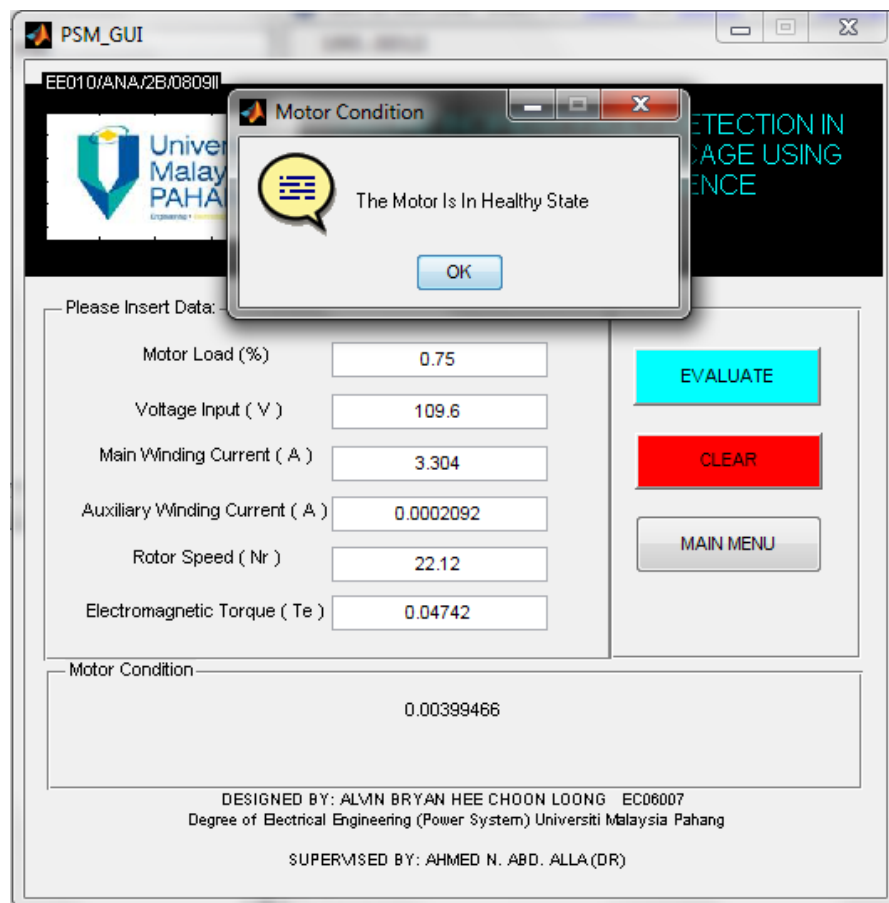 PSM_GUI
EE010/ANA/2B/0809II
Motor Condition
ETECTION IN
CAGE USING
ENCE
Univer
Malay
PAHA
The Motor Is In Healthy State
OK
Please Insert Data:
Motor Load (%)
0.75
Voltage Input ( V )
109.6
Main Winding Current ( A )
3.304
Auxiliary Winding Current ( A )
0.0002092
Rotor Speed ( Nr )
22.12
Electromagnetic Torque ( Te )
0.04742
EVALUATE
CLEAR
MAIN MENU
Motor Condition
0.00399466
DESIGNED BY: ALVIN BRYAN HEE CHOON LOONG EC06007
Degree of Electrical Engineering (Power System) Universiti Malaysia Pahang
SUPERVISED BY: AHMED N. ABD. ALLA (DR)